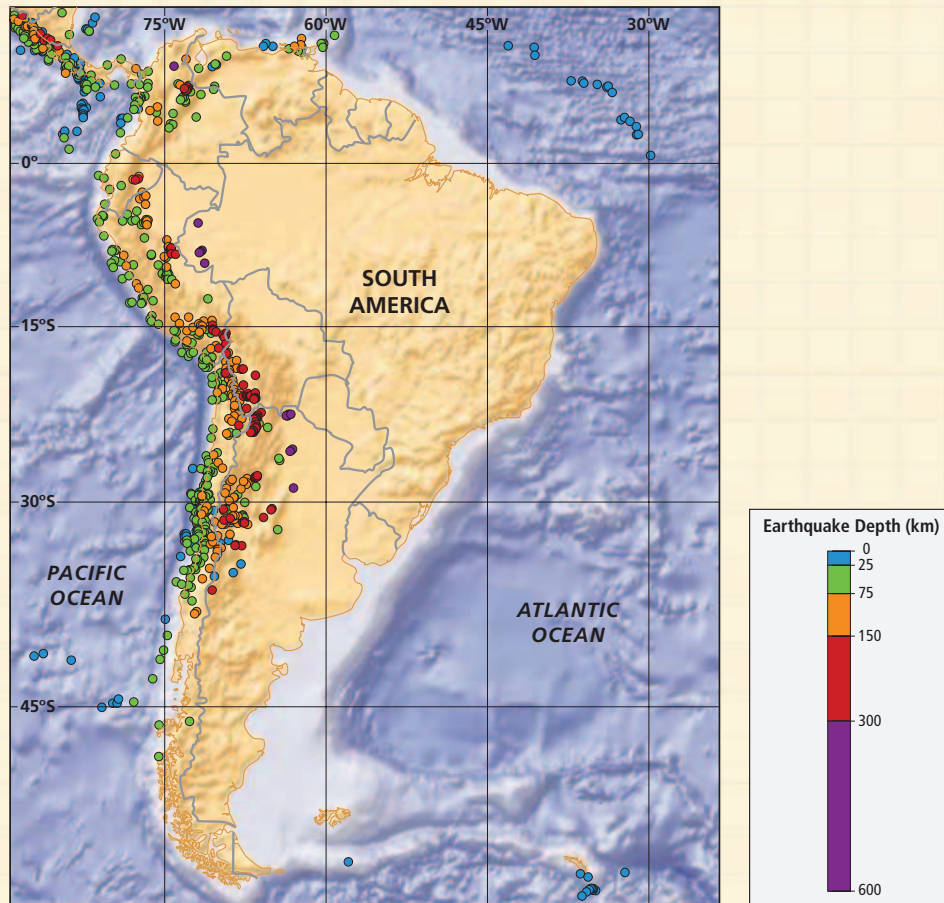 75°W 60°W 45°W 30°W
0°
SOUTH
AMERICA
15°S
30°S
PACIFIC
OCEAN
ATLANTIC
OCEAN
45°S
Earthquake Depth (km)
0
25
75
150
300
600